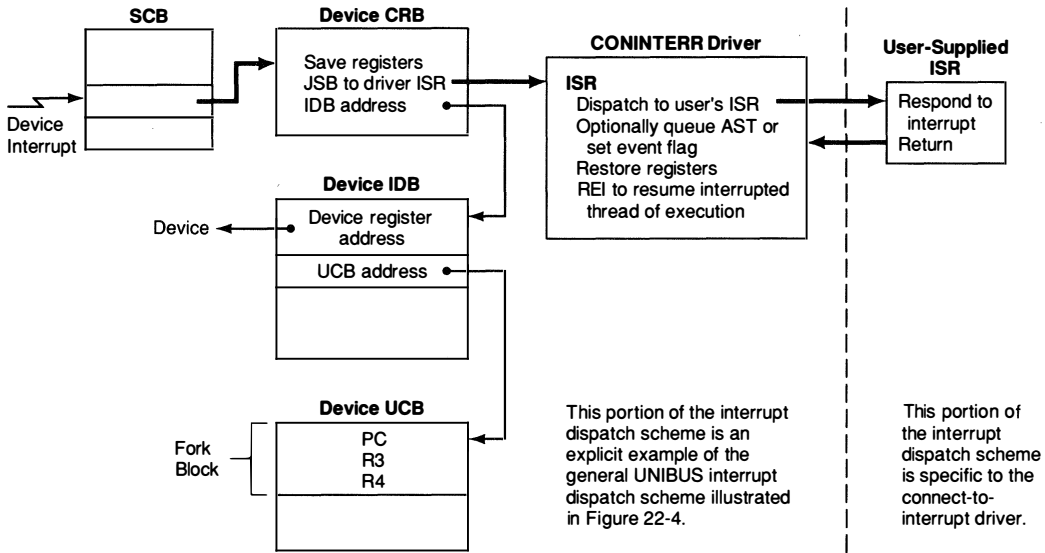 SCB
Device
Interrupt
Device CRB
Save registers
JSB to driver ISR
IDB address
CONINTERR Driver
ISR
Dispatch to user's ISR
Optionally queue AST or
set event flag
Restore registers
REI to resume interrupted
thread of execution
User-Supplied
ISR
Respond to
interrupt
Return
Device IDB
Device
Device register
address
UCB address
Device UCB
Fork
Block
PC
R3
R4
This portion of the interrupt
dispatch scheme is an
explicit example of the
general UNIBUS interrupt
dispatch scheme illustrated
in Figure 22-4.
This portion of
the interrupt
dispatch scheme
is specific to the
connect-to-
interrupt driver.